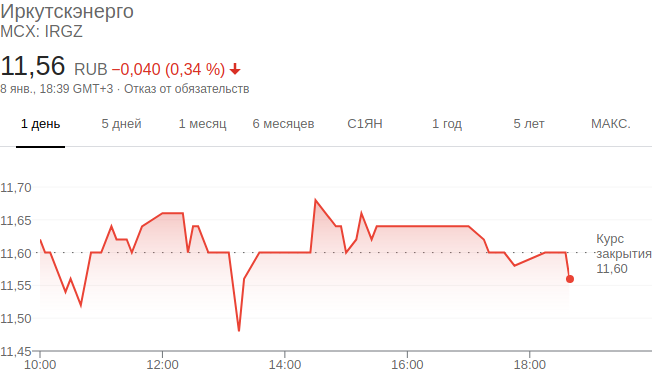 Иркутскэнерго
MCX: IRGZ
11,56 RUB −0,040 (0,34 %)
8 янв., 18:39 GMT+3 · Отказ от обязательств
1 день 5 дней 1 месяц 6 месяцев С1ЯН 1 год 5 лет МАКС.
11,70
11,65
11,60
11,55
11,50
11,45
Курс
закрытия
11,60
10:00 12:00 14:00 16:00 18:00